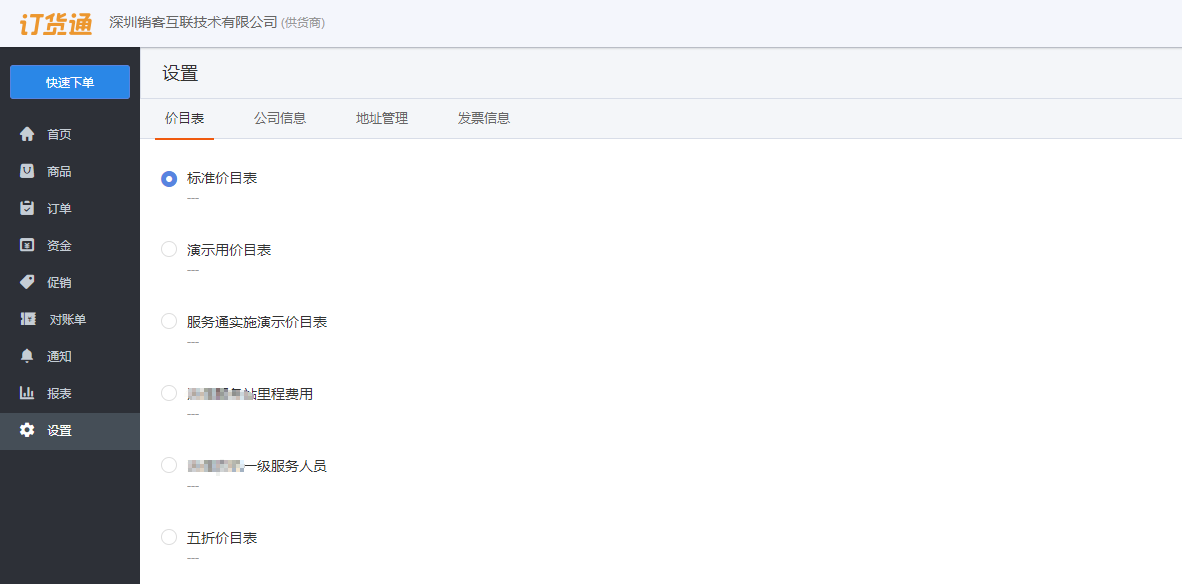 订货通 深圳销客互联技术有限公司 (供货商)
快速下单
首页
商品
订单
资金
促销
对账单
通知
报表
设置
设置
价目表 公司信息 地址管理 发票信息
标准价目表
---
演示用价目表
---
服务通实施演示价目表
---
站里程费用
---
一级服务人员
---
五折价目表
---